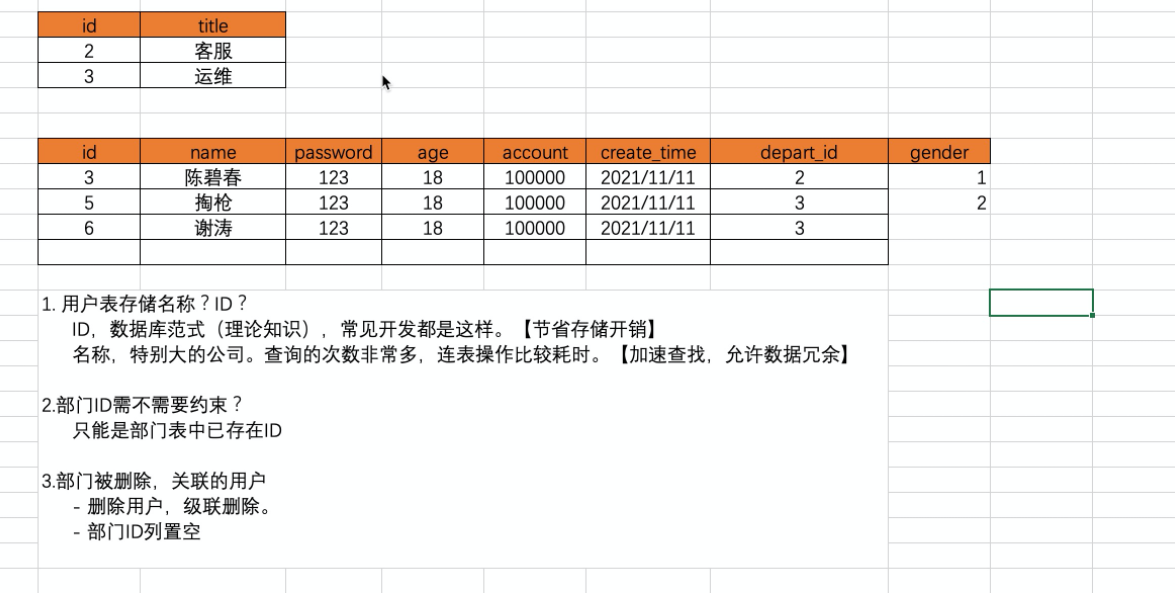 id title
2 客服
3 运维
id name password age account create_time depart_id gender
3 陈碧春 123 18 100000 2021/11/11 2 1
5 掏枪 123 18 100000 2021/11/11 3 2
6 谢涛 123 18 100000 2021/11/11 3
1. 用户表存储名称？ID？
ID，数据库范式（理论知识），常见开发都是这样。【节省存储开销】
名称，特别大的公司。查询的次数非常多，连表操作比较耗时。【加速查找，允许数据冗余】
2.部门ID需不需要约束？
只能是部门表中已存在ID
3.部门被删除，关联的用户
- 删除用户，级联删除。
- 部门ID列置空